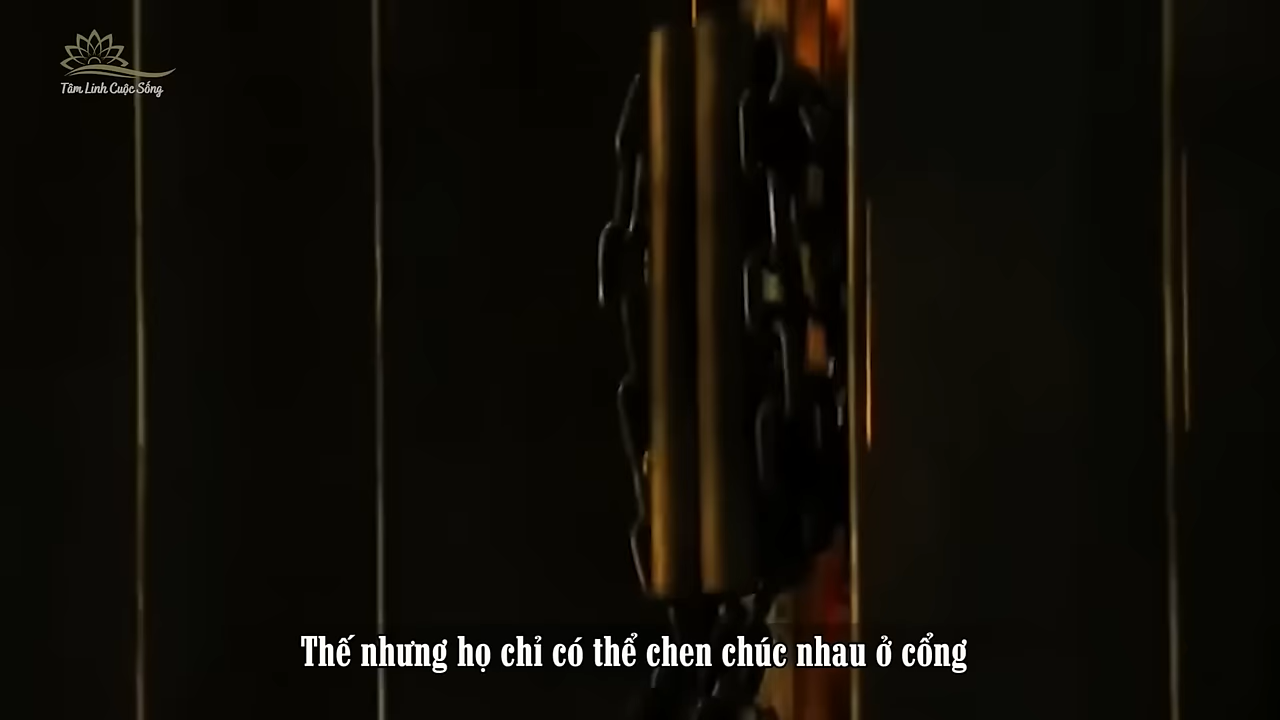 Tâm Linh Cuộc Sống
Thế nhưng họ chỉ có thể chen chúc nhau ở cổng